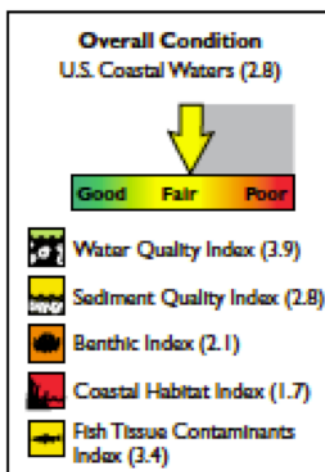 Overall Condition
U.S. Coastal Waters (2.8)
Good Fair Poor
Water Quality Index (3.9)
Sediment Quality Index (2.8)
Benthic Index (2.1)
Coastal Habitat Index (1.7)
Fish Tissue Contaminants
Index (3.4)